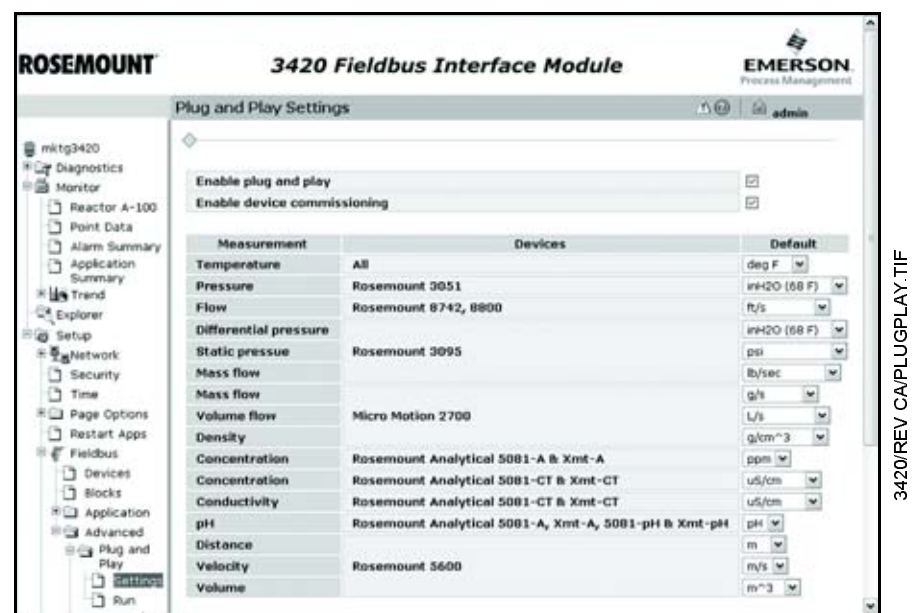 ROSEMOUNT
3420 Fieldbus Interface Module
EMERSON
Process Management
Plug and Play Settings
admin
mktg3420
Diagnostics
Monitor
Reactor A-100
Point Data
Alarm Summary
Application
Summary
Trend
Explorer
Setup
Network
Security
Time
Page Options
Restart Apps
Fieldbus
Devices
Blocks
Application
Advanced
Plug and
Play
Settings
Run
Enable plug and play
Enable device commissioning
Measurement Devices Default
Temperature All deg F
Pressure Rosemount 3051 inH2O (68 F)
Flow Rosemount 8742, 8800 ft/s
Differential pressure inH2O (68 F)
Static pressue Rosemount 3095 psi
Mass flow lb/sec
Mass flow g/s
Volume flow Micro Motion 2700 L/s
Density g/cm^3
Concentration Rosemount Analytical 5081-A & Xmt-A ppm
Concentration Rosemount Analytical 5081-CT & Xmt-CT uS/cm
Conductivity Rosemount Analytical 5081-CT & Xmt-CT uS/cm
pH Rosemount Analytical 5081-A, Xmt-A, 5081-pH & Xmt-pH pH
Distance m
Velocity Rosemount 5600 m/s
Volume m^3
3420/REV CA/PLUGPLAY.TIF